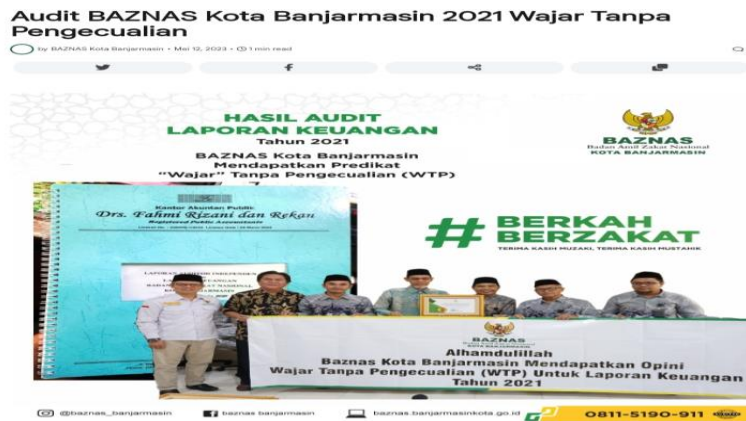 Audit BAZNAS Kota Banjarmasin 2021 Wajar Tanpa
Pengecualian
by BAZNAS Kota Banjarmasin • Mei 12, 2023 • 1 min read
HASIL AUDIT
LAPORAN KEUANGAN
Tahun 2021
BAZNAS Kota Banjarmasin
Mendapatkan Predikat
"Wajar" Tanpa Pengecualian (WTP)
BAZNAS
Badan Amil Zakat Nasional
KOTA BANJARMASIN
Kantor Akuntan Publik:
Drs. Fahmi Rizani dan Rekan
Registered Public Accountants
LAPORAN AUDITOR INDEPENDEN
# BERKAH
BERZAKAT
TERIMA KASIH MUZAKI, TERIMA KASIH MUSTAHIK
BAZNAS
Alhamdulillah
Baznas Kota Banjarmasin Mendapatkan Opini
Wajar Tanpa Pengecualian (WTP) Untuk Laporan Keuangan
Tahun 2021
@baznas_banjarmasin
baznas banjarmasin
baznas.banjarmasinkota.go.id
0811-5190-911